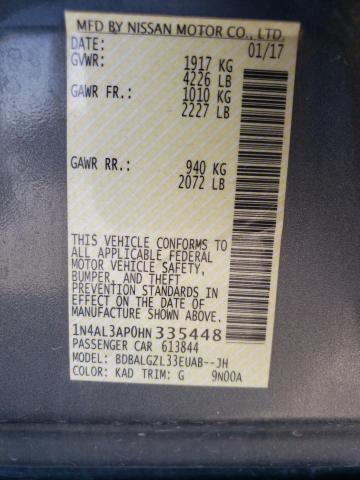 MFD BY NISSAN MOTOR CO., LTD.
DATE: 01/17
GVWR: 1917 KG
4226 LB
GAWR FR.: 1010 KG
2227 LB
GAWR RR.: 940 KG
2072 LB
THIS VEHICLE CONFORMS TO
ALL APPLICABLE FEDERAL
MOTOR VEHICLE SAFETY,
BUMPER, AND THEFT
PREVENTION STANDARDS IN
EFFECT ON THE DATE OF
MANUFACTURE SHOWN ABOVE.
1N4AL3AP0HN335448
PASSENGER CAR 613844
MODEL: BDBALGZL33EUAB--JH
COLOR: KAD TRIM: G 9N00A